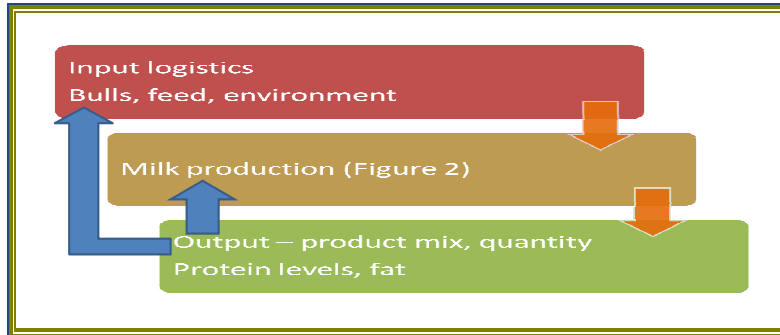 Input logistics
Bulls, feed, environment
Milk production (Figure 2)
Output – product mix, quantity
Protein levels, fat